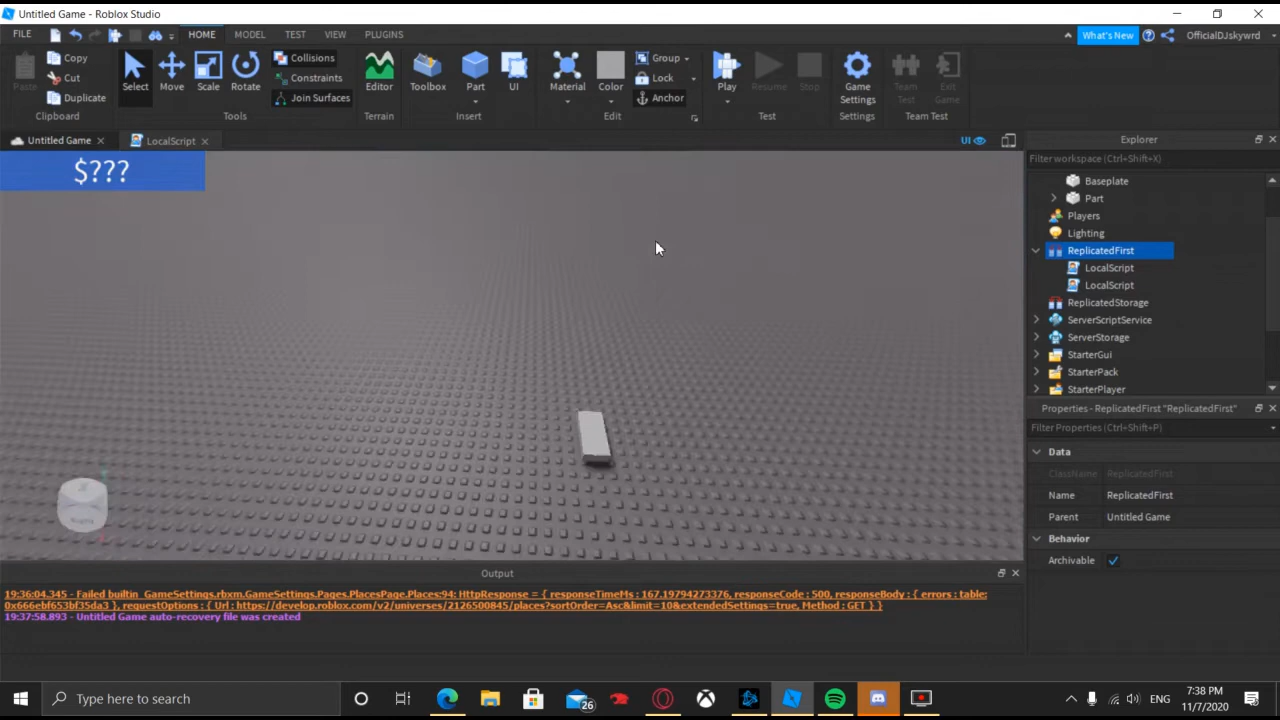 Untitled Game - Roblox Studio
FILE HOME MODEL TEST VIEW PLUGINS What's New OfficialDJskywrd
Paste Copy Cut Duplicate Clipboard
Select Move Scale Rotate Collisions Constraints Join Surfaces Tools
Editor Terrain
Toolbox Part UI Insert
Material Color Group Lock Anchor Edit
Play Resume Stop Test
Game Settings Settings
Team Test Exit Game Team Test
Untitled Game LocalScript UI
$???
Explorer
Filter workspace (Ctrl+Shift+X)
Baseplate
Part
Players
Lighting
ReplicatedFirst
LocalScript
LocalScript
ReplicatedStorage
ServerScriptService
ServerStorage
StarterGui
StarterPack
StarterPlayer
Properties - ReplicatedFirst "ReplicatedFirst"
Filter Properties (Ctrl+Shift+P)
Data
ClassName ReplicatedFirst
Name ReplicatedFirst
Parent Untitled Game
Behavior
Archivable
Output
19:36:04.345 - Failed builtin_GameSettings.rbxm.GameSettings.Pages.PlacesPage.Places:94: HttpResponse = { responseTimeMs : 167.19794273376, responseCode : 500, responseBody : { errors : table:
0x666ebf653bf35da3 }, requestOptions : { Url : https://develop.roblox.com/v2/universes/2126500845/places?sortOrder=Asc&limit=10&extendedSettings=true, Method : GET } }
19:37:58.893 - Untitled Game auto-recovery file was created
Type here to search
26
ENG
7:38 PM
11/7/2020